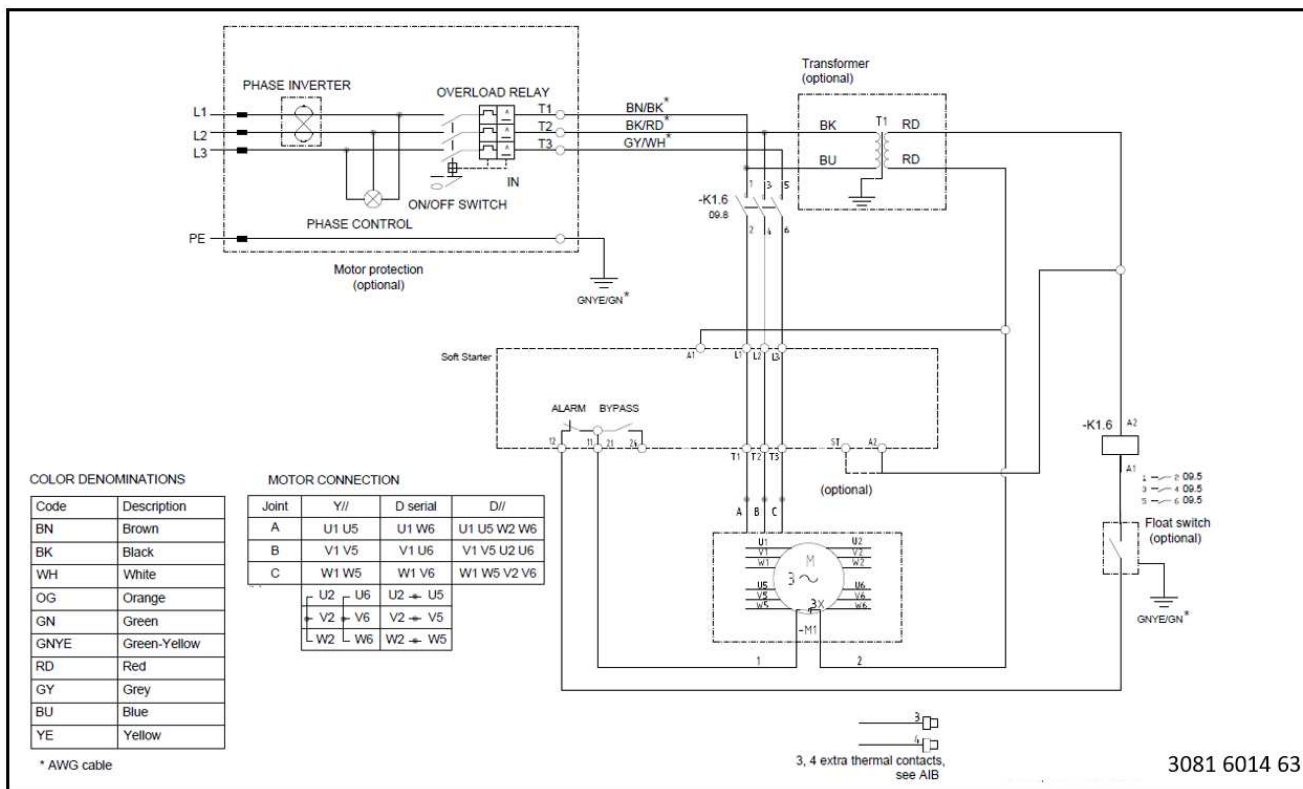 PHASE INVERTER
OVERLOAD RELAY
L1
L2
L3
T1
T2
T3
BN/BK*
BK/RD*
GY/WH*
IN
ON/OFF SWITCH
PHASE CONTROL
PE
Motor protection
(optional)
GNYE/GN*
Transformer
(optional)
BK
T1
RD
BU
RD
1 3 5
-K1.6
09.8
2 4 6
Soft Starter
A1
L1 L2 L3
ALARM BYPASS
12 11 21 24
T1 T2 T3
ST A2
(optional)
-K1.6
A2
A1
1 2 09.5
3 4 09.5
5 6 09.5
Float switch
(optional)
GNYE/GN*
A B C
U1 U2
V1 V2
W1 W2
M
3 ~
U5 U6
V5 V6
W5 W6
3X
-M1
1 2
COLOR DENOMINATIONS
Code Description
BN Brown
BK Black
WH White
OG Orange
GN Green
GNYE Green-Yellow
RD Red
GY Grey
BU Blue
YE Yellow
* AWG cable
MOTOR CONNECTION
Joint Y// D serial D//
A U1 U5 U1 W6 U1 U5 W2 W6
B V1 V5 V1 U6 V1 V5 U2 U6
C W1 W5 W1 V6 W1 W5 V2 V6
U2 U6 U2 U5
V2 V6 V2 V5
W2 W6 W2 W5
3
4
3, 4 extra thermal contacts,
see AIB
3081 6014 63